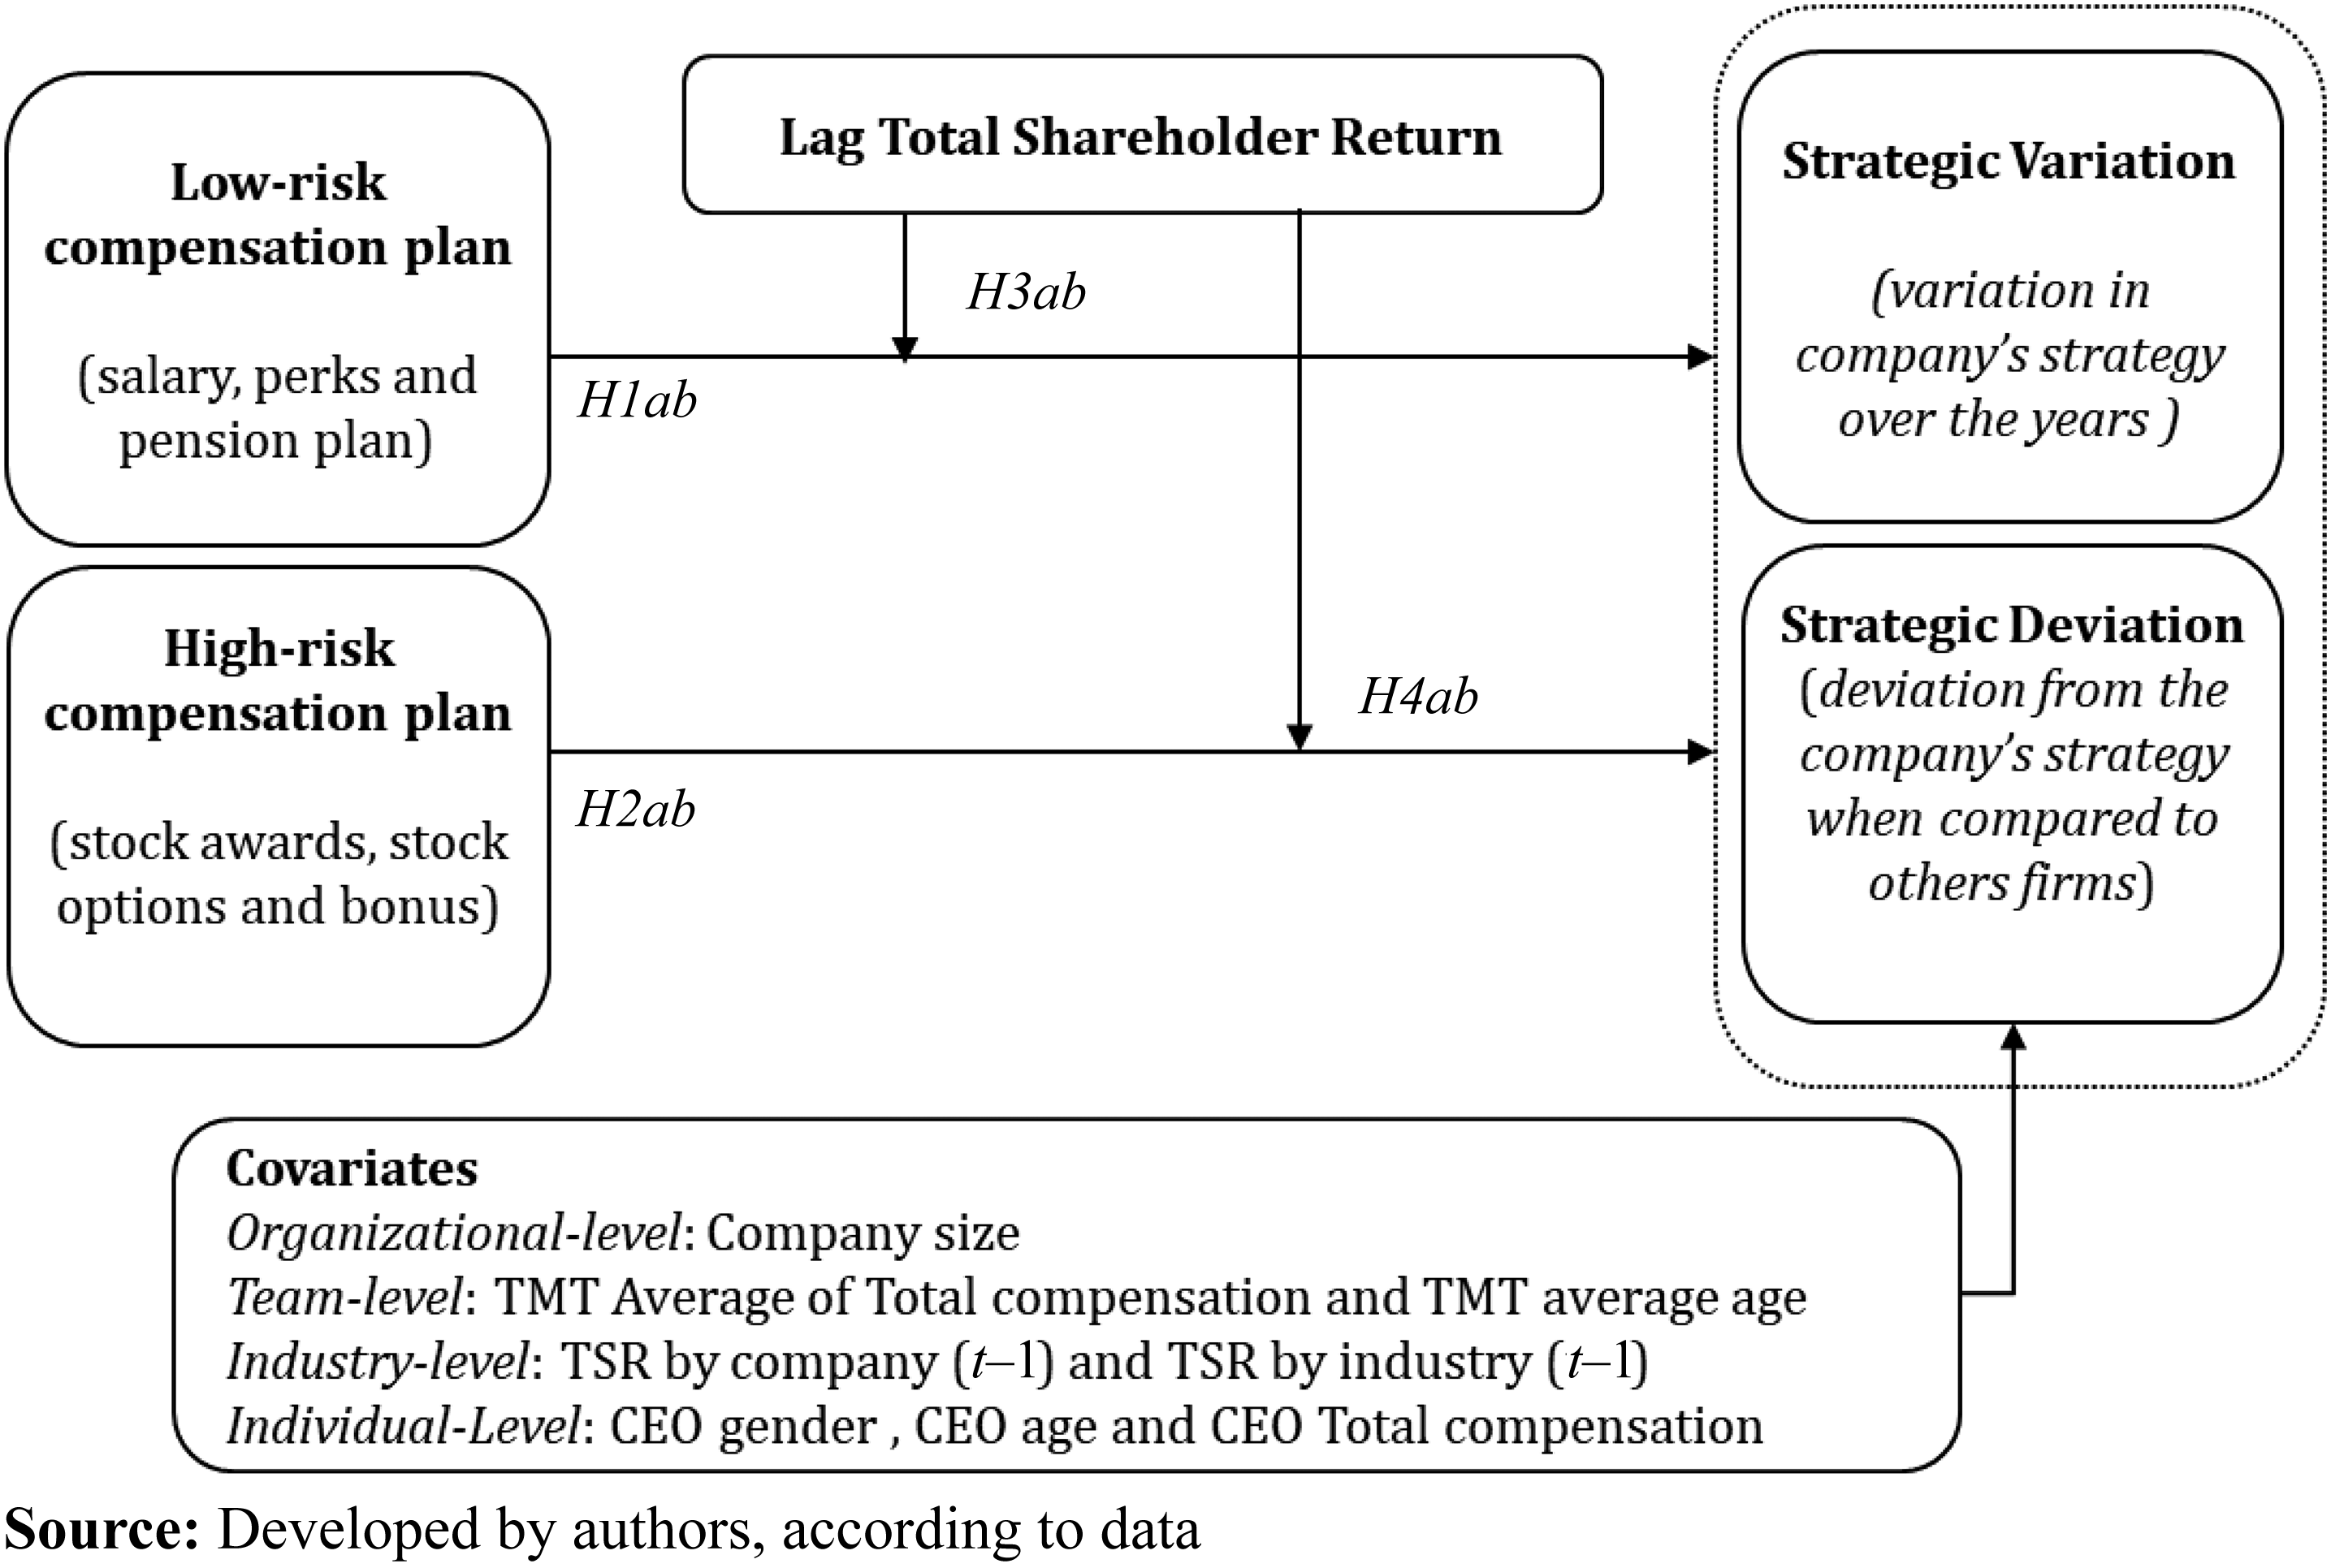 Low-risk
compensation plan
(salary, perks and
pension plan)
High-risk
compensation plan
(stock awards, stock
options and bonus)
Lag Total Shareholder Return
H3ab
H1ab
H4ab
H2ab
Strategic Variation
(variation in
company’s strategy
over the years )
Strategic Deviation
(deviation from the
company’s strategy
when compared to
others firms)
Covariates
Organizational-level: Company size
Team-level: TMT Average of Total compensation and TMT average age
Industry-level: TSR by company (t–1) and TSR by industry (t–1)
Individual-Level: CEO gender , CEO age and CEO Total compensation
Source: Developed by authors, according to data